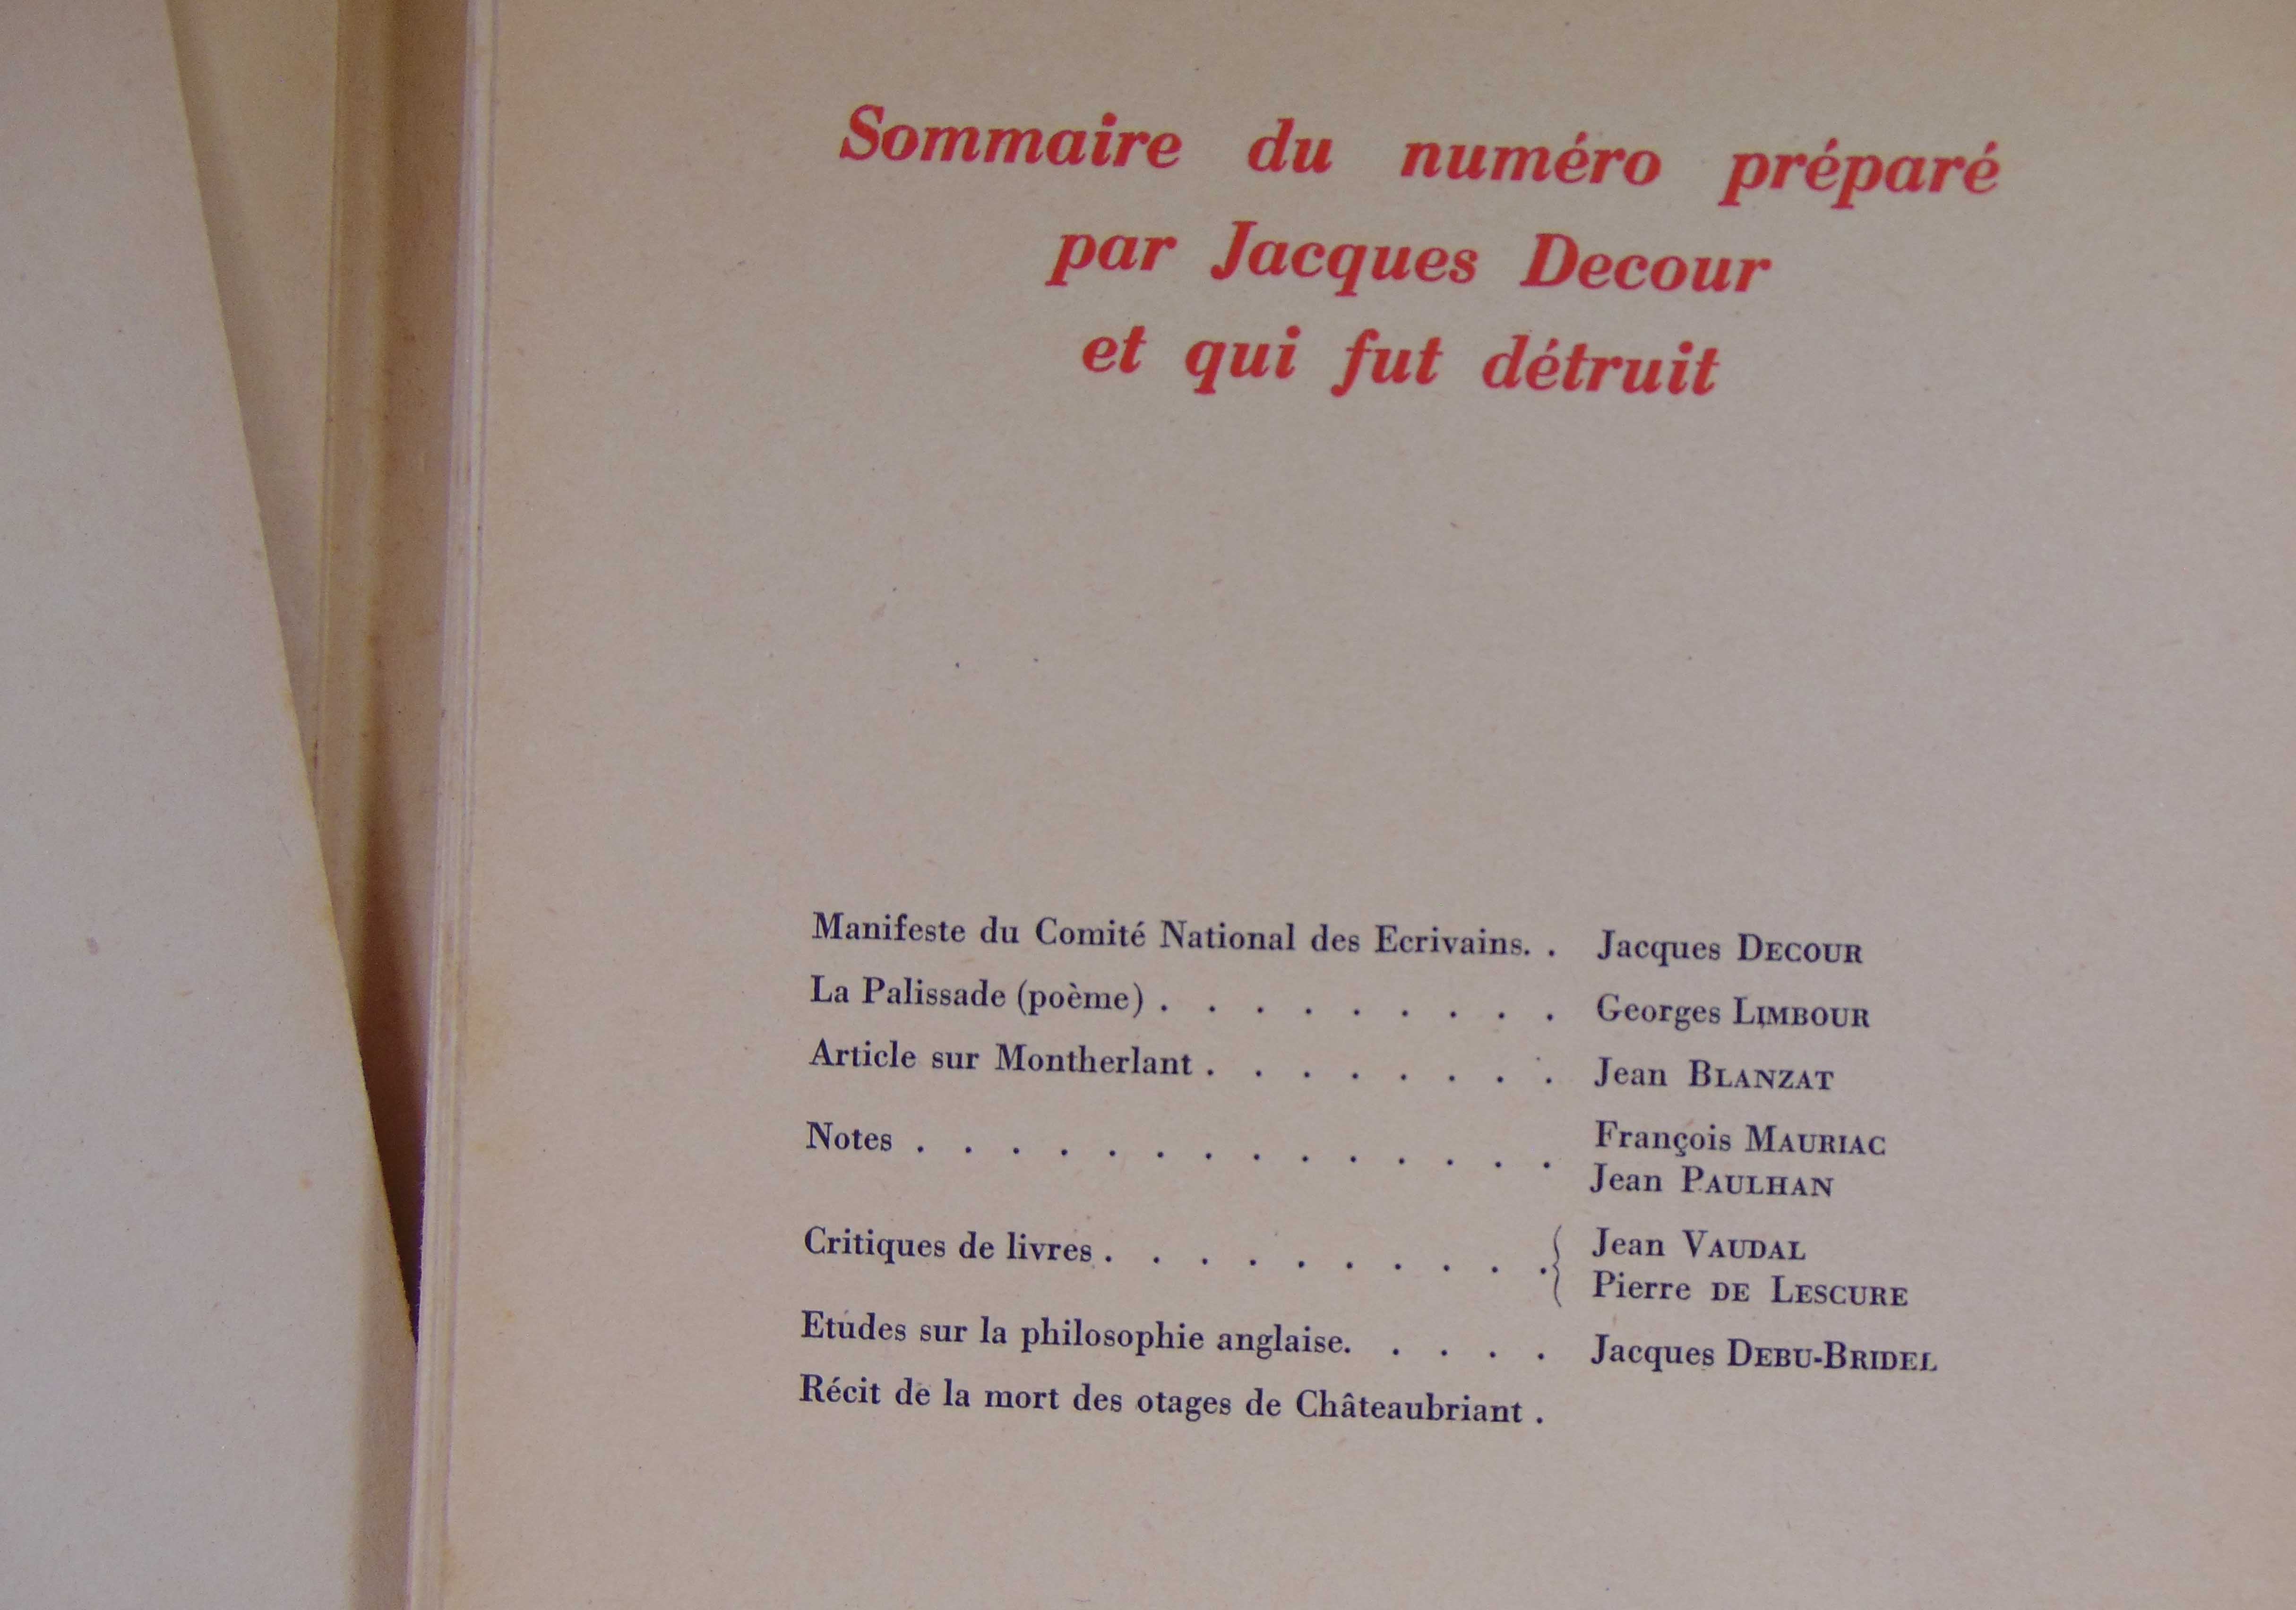 Sommaire du numéro préparé
par Jacques Decour
et qui fut détruit
Manifeste du Comité National des Ecrivains. . Jacques DECOUR
La Palissade (poème) . . . . . . . . . Georges LIMBOUR
Article sur Montherlant . . . . . . . . Jean BLANZAT
Notes . . . . . . . . . . . . . . François MAURIAC
Jean PAULHAN
Critiques de livres . . . . . . . . . . { Jean VAUDAL
Pierre DE LESCURE
Etudes sur la philosophie anglaise. . . . . Jacques DEBU-BRIDEL
Récit de la mort des otages de Châteaubriant .